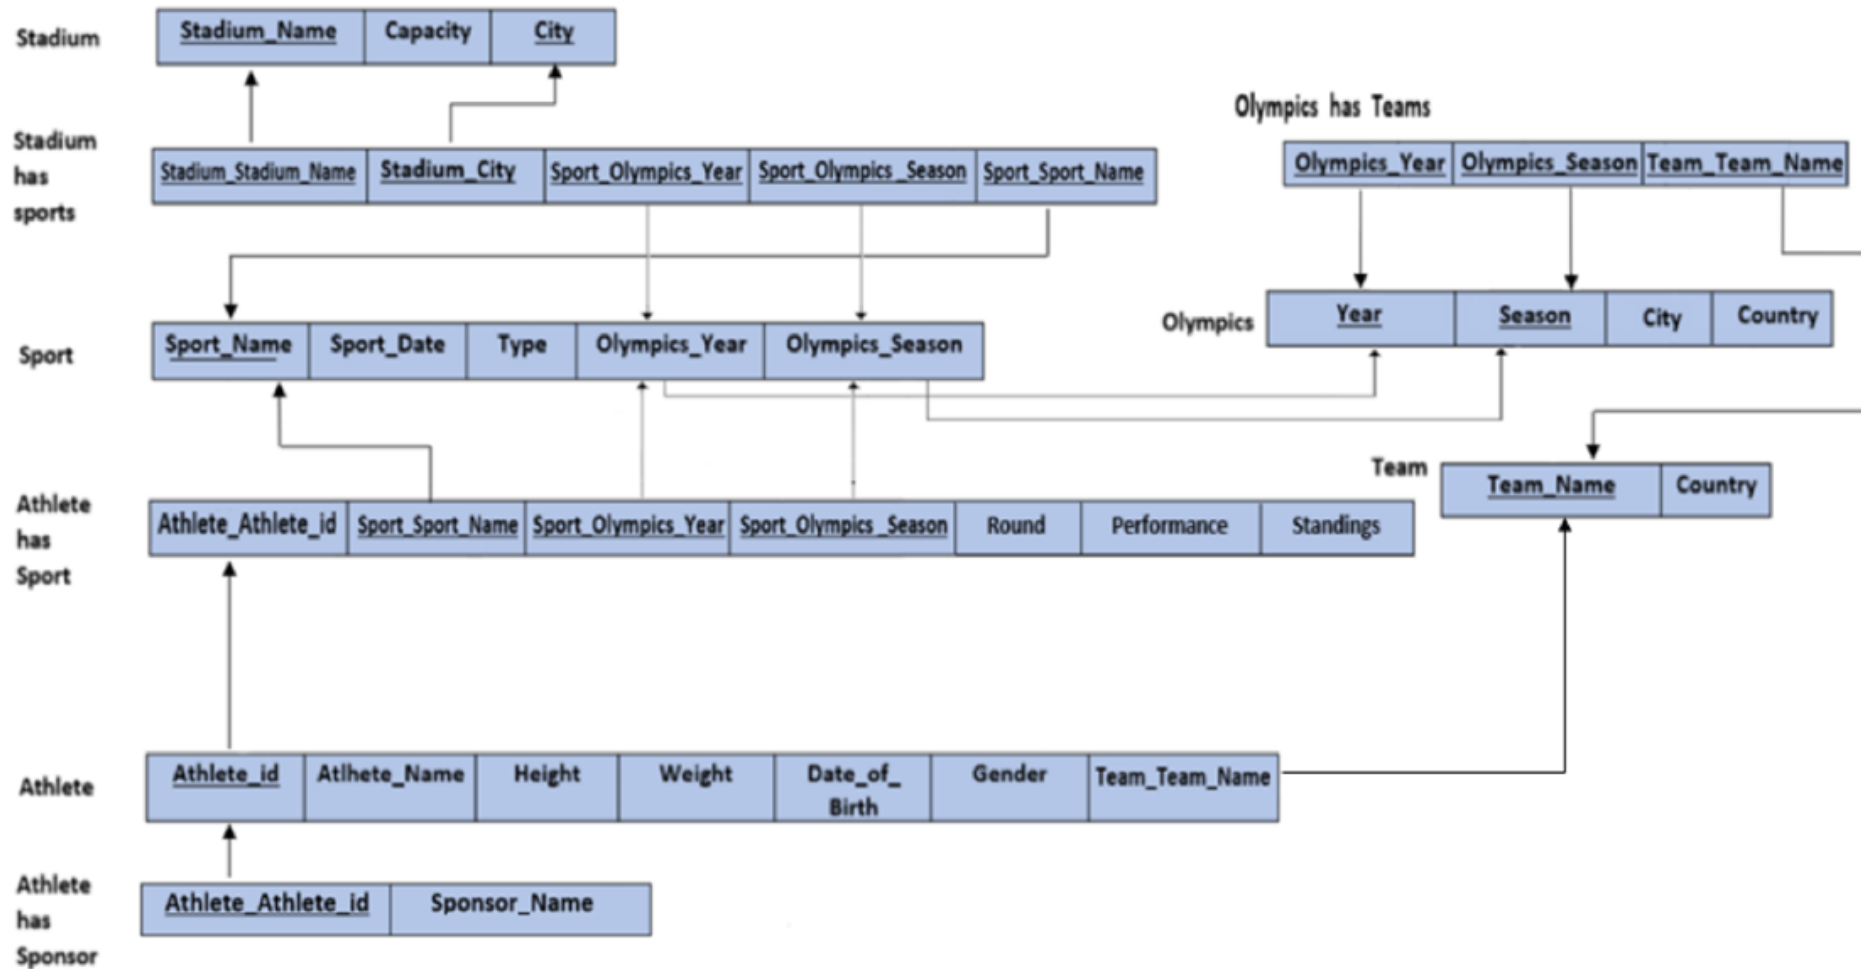 Stadium
Stadium_Name Capacity City
Olympics has Teams
Stadium
has
sports
Stadium_Stadium_Name Stadium_City Sport_Olympics_Year Sport_Olympics_Season Sport_Sport_Name
Olympics_Year Olympics_Season Team_Team_Name
Olympics
Year Season City Country
Sport
Sport_Name Sport_Date Type Olympics_Year Olympics_Season
Team
Team_Name Country
Athlete
has
Sport
Athlete_Athlete_id Sport_Sport_Name Sport_Olympics_Year Sport_Olympics_Season Round Performance Standings
Athlete
Athlete_id Atlhete_Name Height Weight Date_of_ Gender Team_Team_Name
Birth
Athlete
has
Sponsor
Athlete_Athlete_id Sponsor_Name